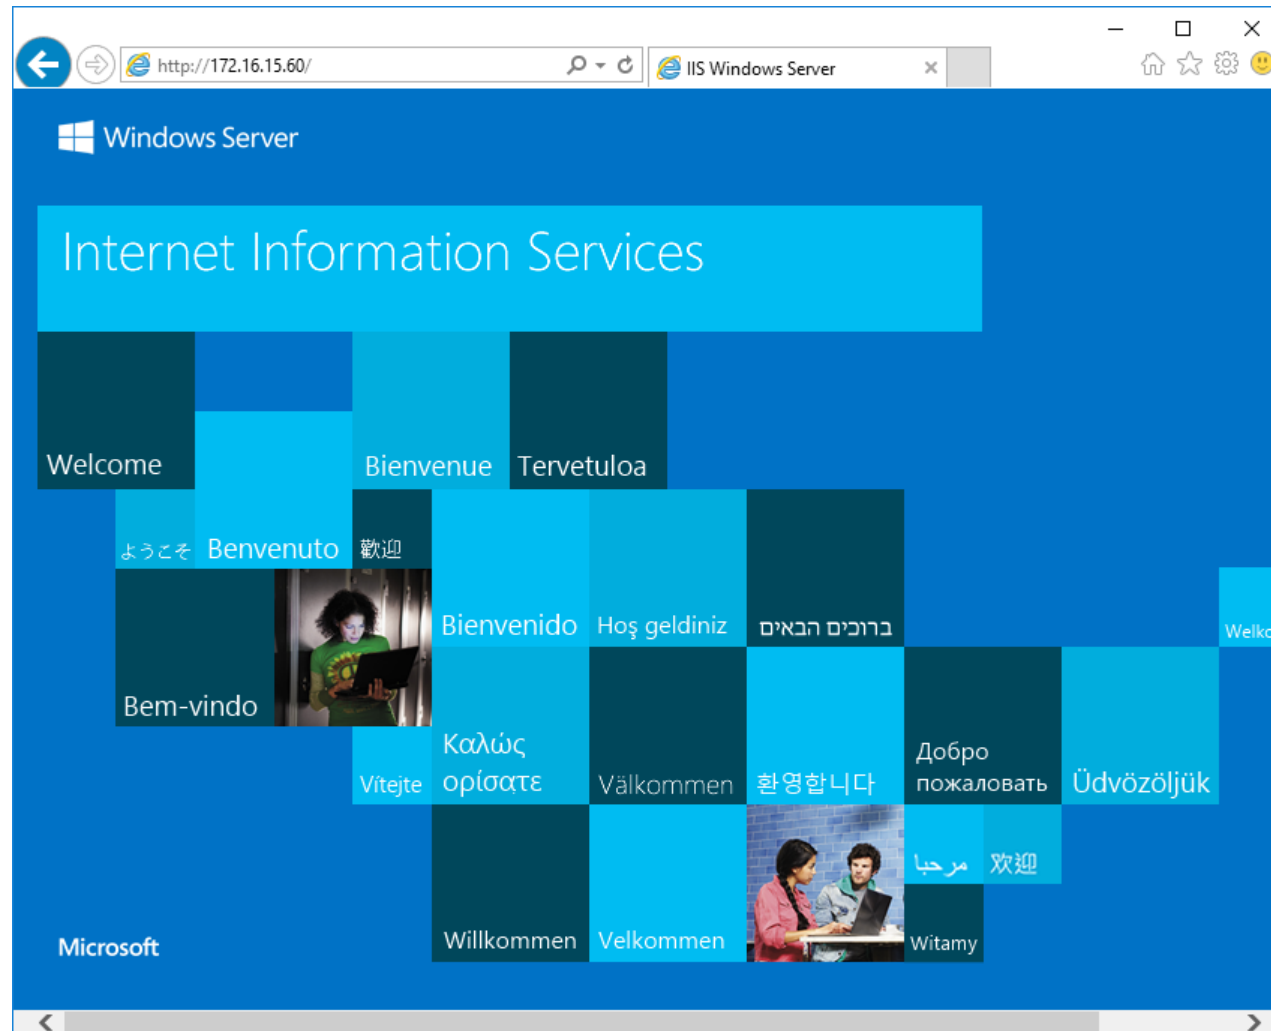 http://172.16.15.60/
IIS Windows Server
Windows Server
Internet Information Services
Welcome
Bienvenue
Tervetuloa
ようこそ
Benvenuto
歡迎
Bienvenido
Hoş geldiniz
ברוכים הבאים
Welko
Bem-vindo
Vítejte
Καλώς
ορίσατε
Välkommen
환영합니다
Добро
пожаловать
Üdvözöljük
مرحبا
欢迎
Willkommen
Velkommen
Witamy
Microsoft